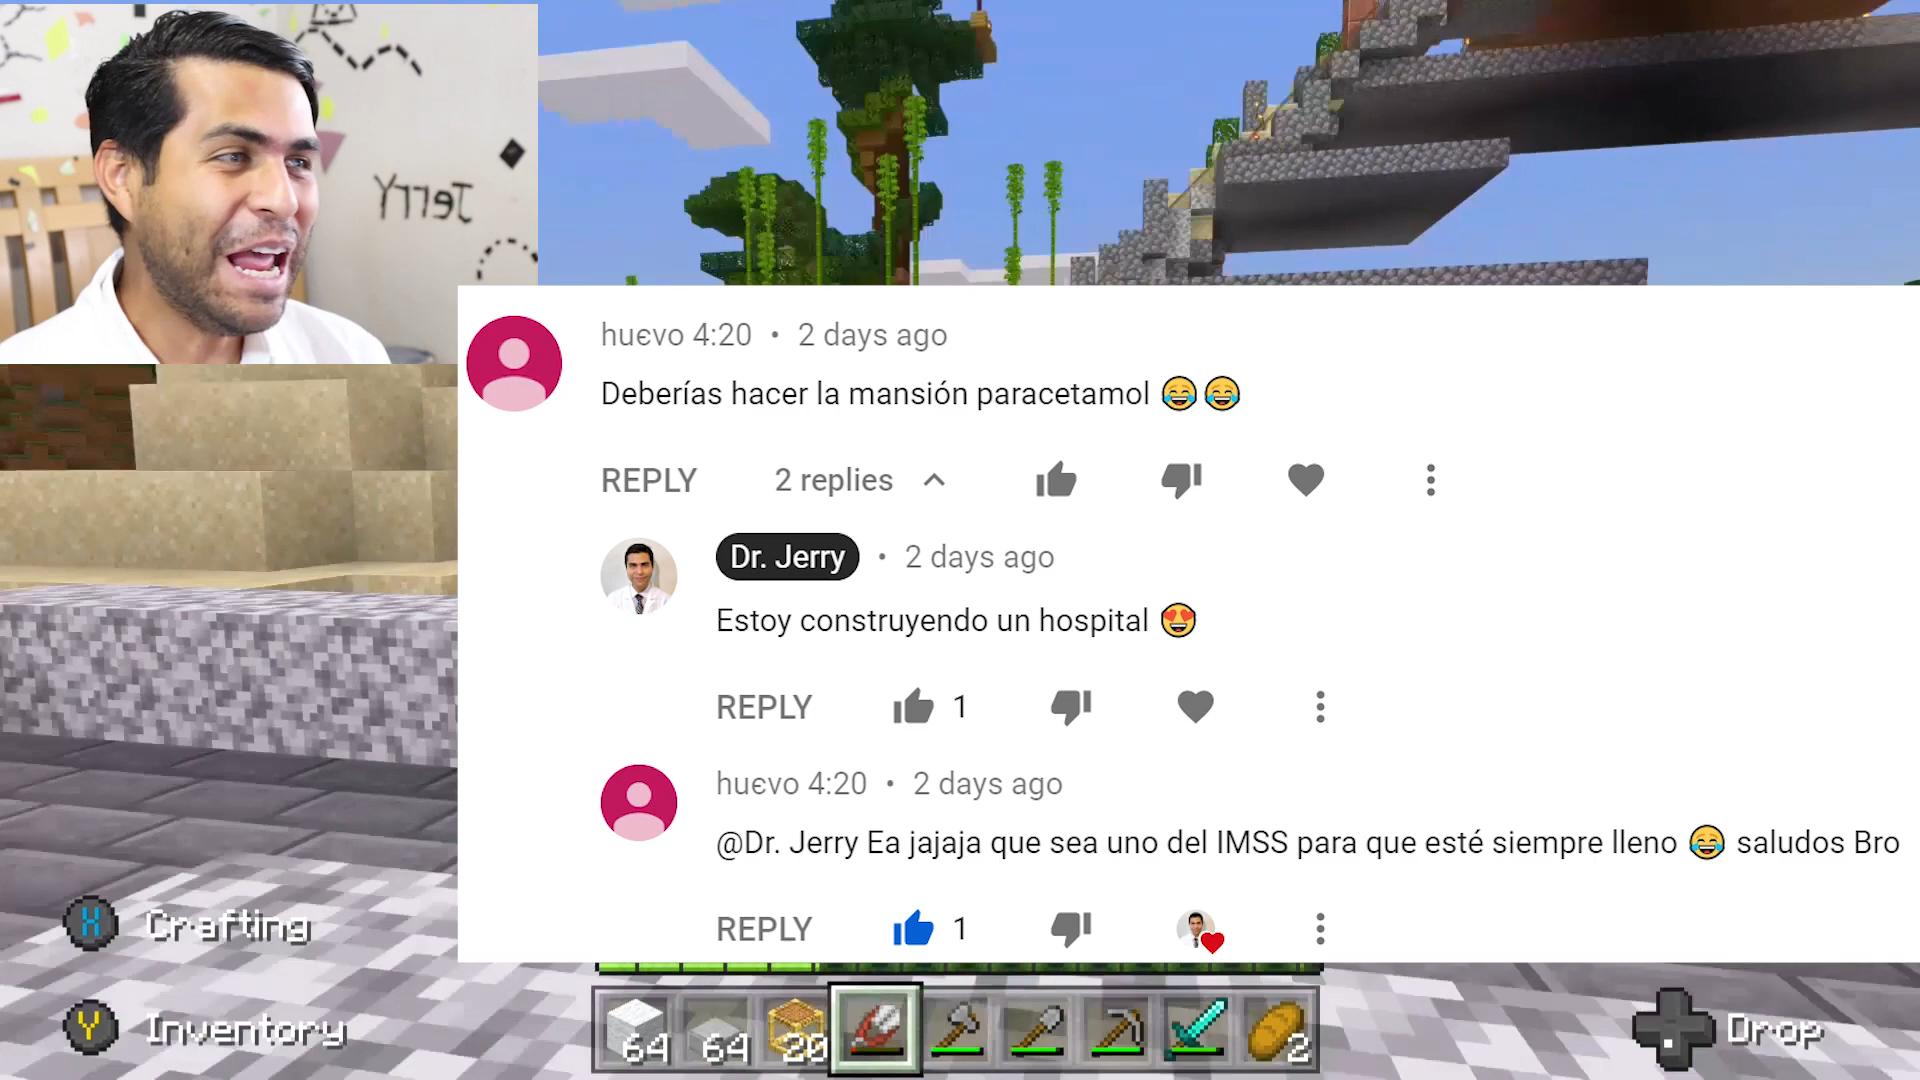 JERRY
huevo 4:20 • 2 days ago
Deberías hacer la mansión paracetamol 😂😂
REPLY 2 replies
Dr. Jerry • 2 days ago
Estoy construyendo un hospital 😍
REPLY 1
huevo 4:20 • 2 days ago
@Dr. Jerry Ea jajaja que sea uno del IMSS para que esté siempre lleno 😂 saludos Bro
REPLY 1
X Crafting
Y Inventory
64 64 20 2
Drop